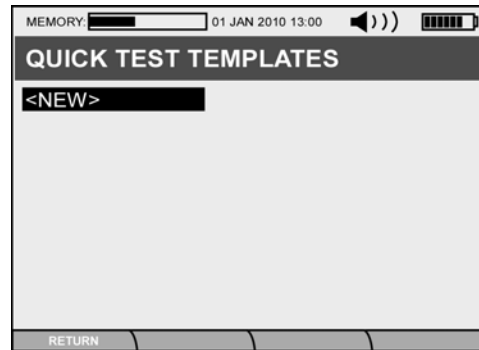 MEMORY: 01 JAN 2010 13:00
QUICK TEST TEMPLATES
<NEW>
RETURN